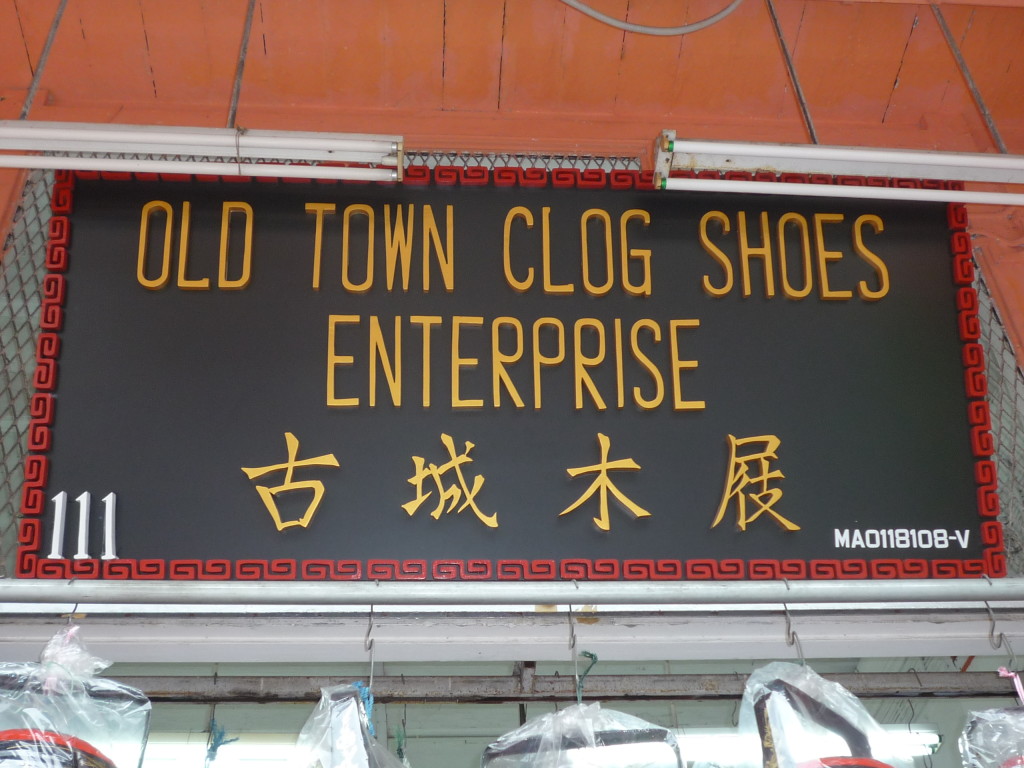 OLD TOWN CLOG SHOES
ENTERPRISE
古城木屐
111
MA0118108-V